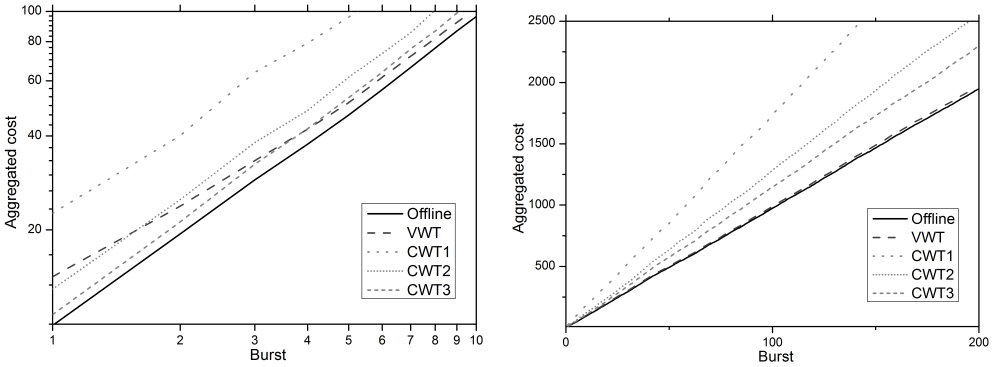 100
80
60
40
20
Aggregated cost
Offline
VWT
CWT1
CWT2
CWT3
1 2 3 4 5 6 7 8 9 10
Burst
2500
2000
1500
1000
500
Aggregated cost
Offline
VWT
CWT1
CWT2
CWT3
0 100 200
Burst